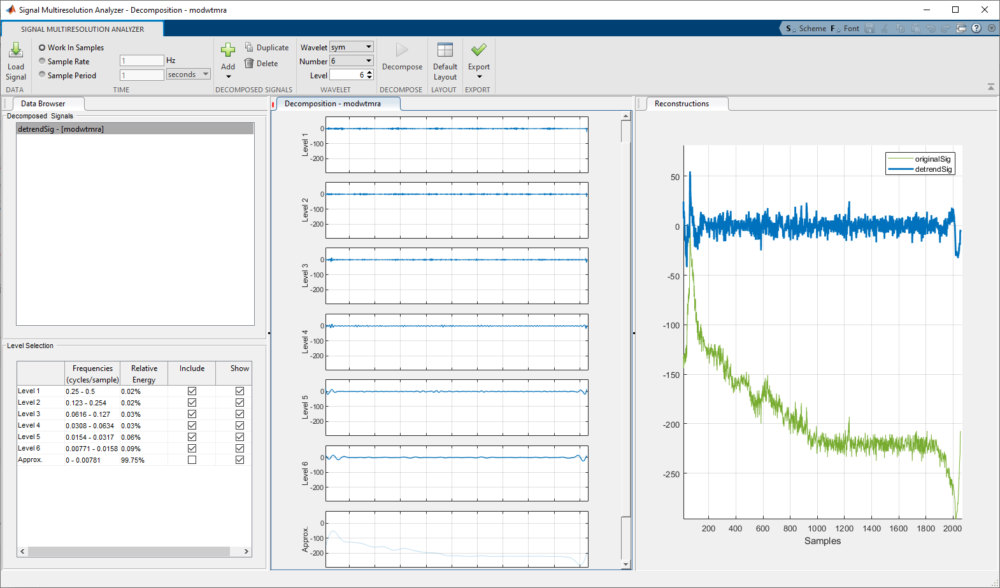 Signal Multiresolution Analyzer - Decomposition - modwtmra
SIGNAL MULTIRESOLUTION ANALYZER
S Scheme F Font
Load Signal
DATA
Work In Samples
Sample Rate 1 Hz
Sample Period 1 seconds
TIME
Add
Duplicate
Delete
DECOMPOSED SIGNALS
Wavelet sym
Number 6
Level 6
WAVELET
Decompose
DECOMPOSE
Default Layout
LAYOUT
Export
EXPORT
Data Browser
Decomposed Signals
detrendSig - [modwtmra]
Level Selection
Frequencies (cycles/sample) Relative Energy Include Show
Level 1 0.25 - 0.5 0.02%
Level 2 0.123 - 0.254 0.02%
Level 3 0.0616 - 0.127 0.03%
Level 4 0.0308 - 0.0634 0.03%
Level 5 0.0154 - 0.0317 0.06%
Level 6 0.00771 - 0.0158 0.09%
Approx. 0 - 0.00781 99.75%
Decomposition - modwtmra
Level 1
0
-100
-200
Level 2
0
-100
-200
Level 3
0
-100
-200
Level 4
0
-100
-200
Level 5
0
-100
-200
Level 6
0
-100
-200
Approx.
0
-100
-200
Reconstructions
originalSig
detrendSig
50
0
-50
-100
-150
-200
-250
200 400 600 800 1000 1200 1400 1600 1800 2000
Samples